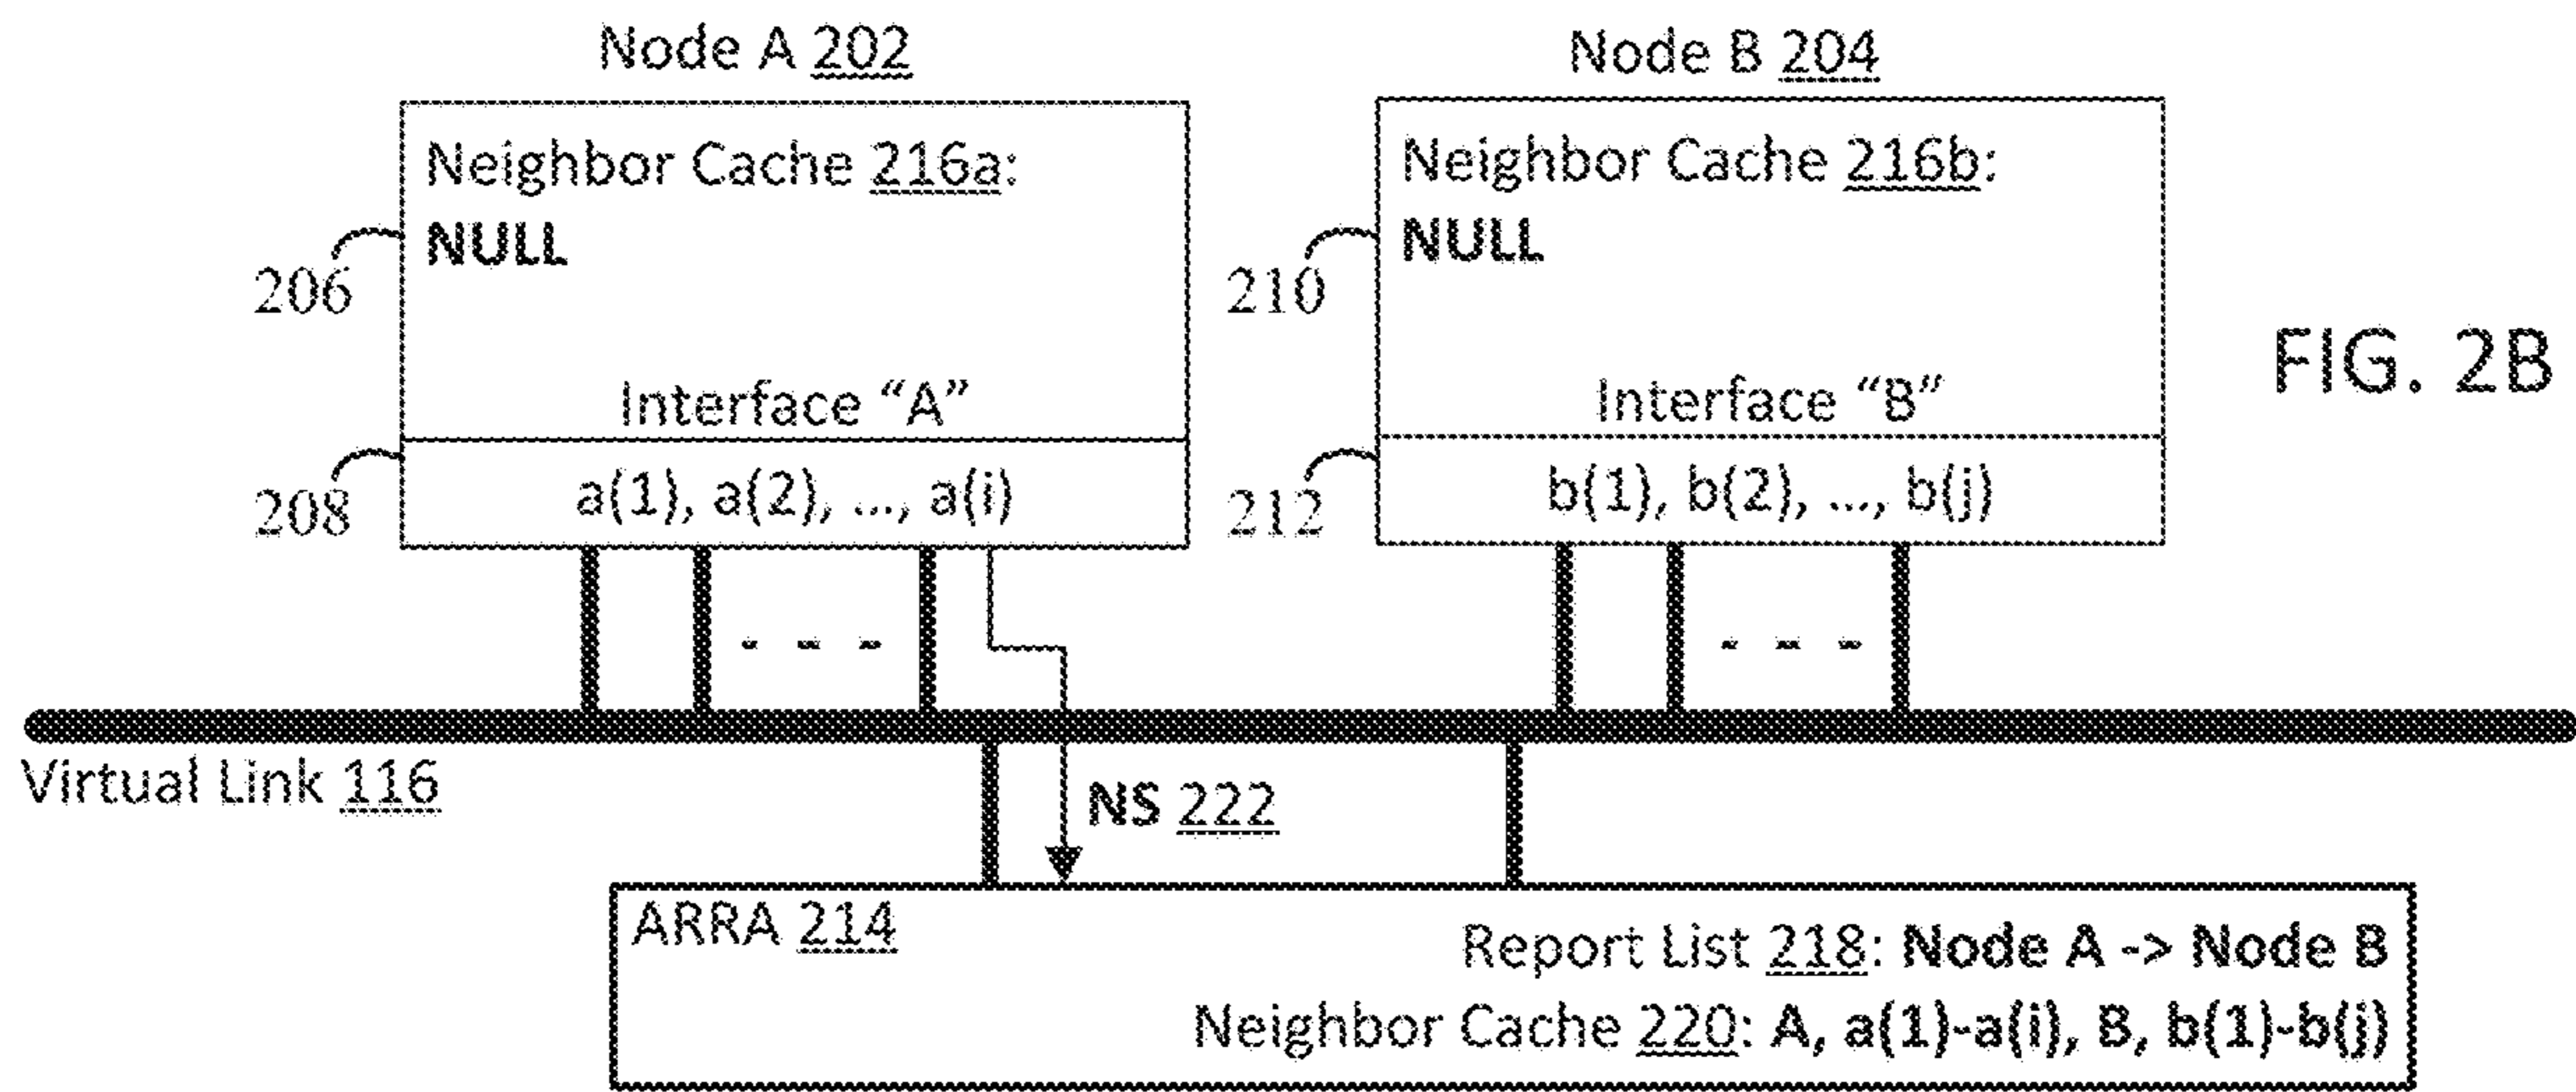 Node A 202
Node B 204
Neighbor Cache 216a:
NULL
206
Interface “A”
208
a(1), a(2), ..., a(i)
Neighbor Cache 216b:
NULL
210
Interface “B”
212
b(1), b(2), ..., b(j)
FIG. 2B
Virtual Link 116
NS 222
ARRA 214
Report List 218: Node A -> Node B
Neighbor Cache 220: A, a(1)-a(i), B, b(1)-b(j)